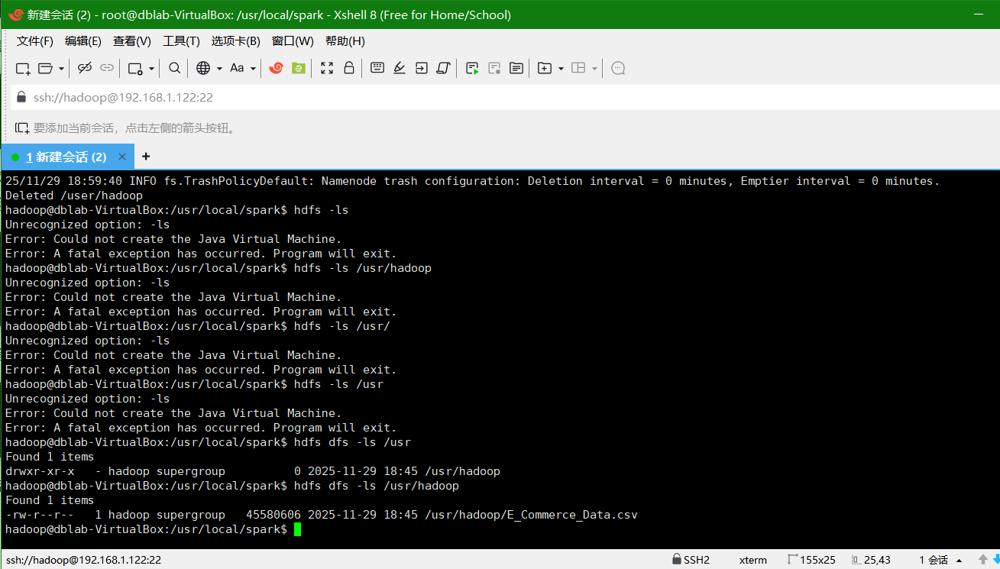 新建会话 (2) - root@dblab-VirtualBox: /usr/local/spark - Xshell 8 (Free for Home/School)
文件(F) 编辑(E) 查看(V) 工具(T) 选项卡(B) 窗口(W) 帮助(H)
Aa
ssh://hadoop@192.168.1.122:22
要添加当前会话，点击左侧的箭头按钮。
1 新建会话 (2) × +
25/11/29 18:59:40 INFO fs.TrashPolicyDefault: Namenode trash configuration: Deletion interval = 0 minutes, Emptier interval = 0 minutes.
Deleted /user/hadoop
hadoop@dblab-VirtualBox:/usr/local/spark$ hdfs -ls
Unrecognized option: -ls
Error: Could not create the Java Virtual Machine.
Error: A fatal exception has occurred. Program will exit.
hadoop@dblab-VirtualBox:/usr/local/spark$ hdfs -ls /usr/hadoop
Unrecognized option: -ls
Error: Could not create the Java Virtual Machine.
Error: A fatal exception has occurred. Program will exit.
hadoop@dblab-VirtualBox:/usr/local/spark$ hdfs -ls /usr/
Unrecognized option: -ls
Error: Could not create the Java Virtual Machine.
Error: A fatal exception has occurred. Program will exit.
hadoop@dblab-VirtualBox:/usr/local/spark$ hdfs -ls /usr
Unrecognized option: -ls
Error: Could not create the Java Virtual Machine.
Error: A fatal exception has occurred. Program will exit.
hadoop@dblab-VirtualBox:/usr/local/spark$ hdfs dfs -ls /usr
Found 1 items
drwxr-xr-x   - hadoop supergroup          0 2025-11-29 18:45 /usr/hadoop
hadoop@dblab-VirtualBox:/usr/local/spark$ hdfs dfs -ls /usr/hadoop
Found 1 items
-rw-r--r--   1 hadoop supergroup   45580606 2025-11-29 18:45 /usr/hadoop/E_Commerce_Data.csv
hadoop@dblab-VirtualBox:/usr/local/spark$
ssh://hadoop@192.168.1.122:22 SSH2 xterm 155x25 25,43 1 会话